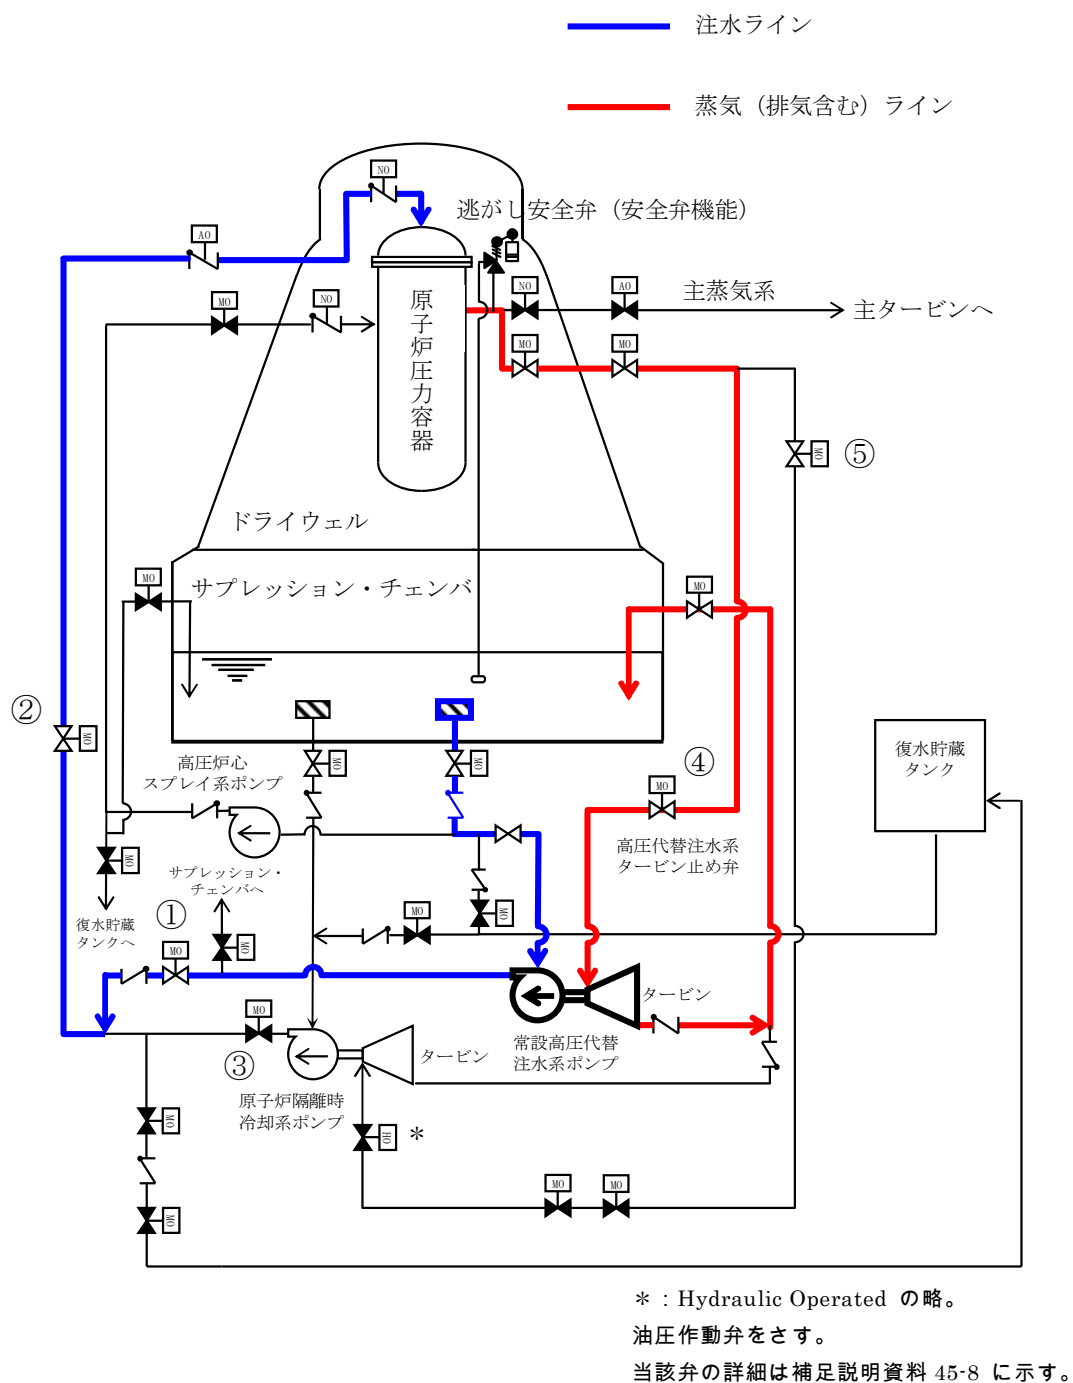 注水ライン
蒸気（排気含む）ライン
NO
逃がし安全弁（安全弁機能）
AO
MO
NO
NO
AO
主蒸気系
主タービンへ
原子炉圧力容器
MO
MO
MO
⑤
ドライウェル
サプレッション・チェンバ
MO
MO
②
MO
高圧炉心
スプレイ系ポンプ
MO
MO
④
MO
復水貯蔵
タンク
高圧代替注水系
タービン止め弁
MO
サプレッション・
チェンバへ
復水貯蔵
タンクへ
①
MO
MO
MO
MO
タービン
常設高圧代替
注水系ポンプ
MO
③
タービン
原子炉隔離時
冷却系ポンプ
MO
HO
＊
MO
MO
MO
＊：Hydraulic Operated の略。
油圧作動弁をさす。
当該弁の詳細は補足説明資料 45-8 に示す。